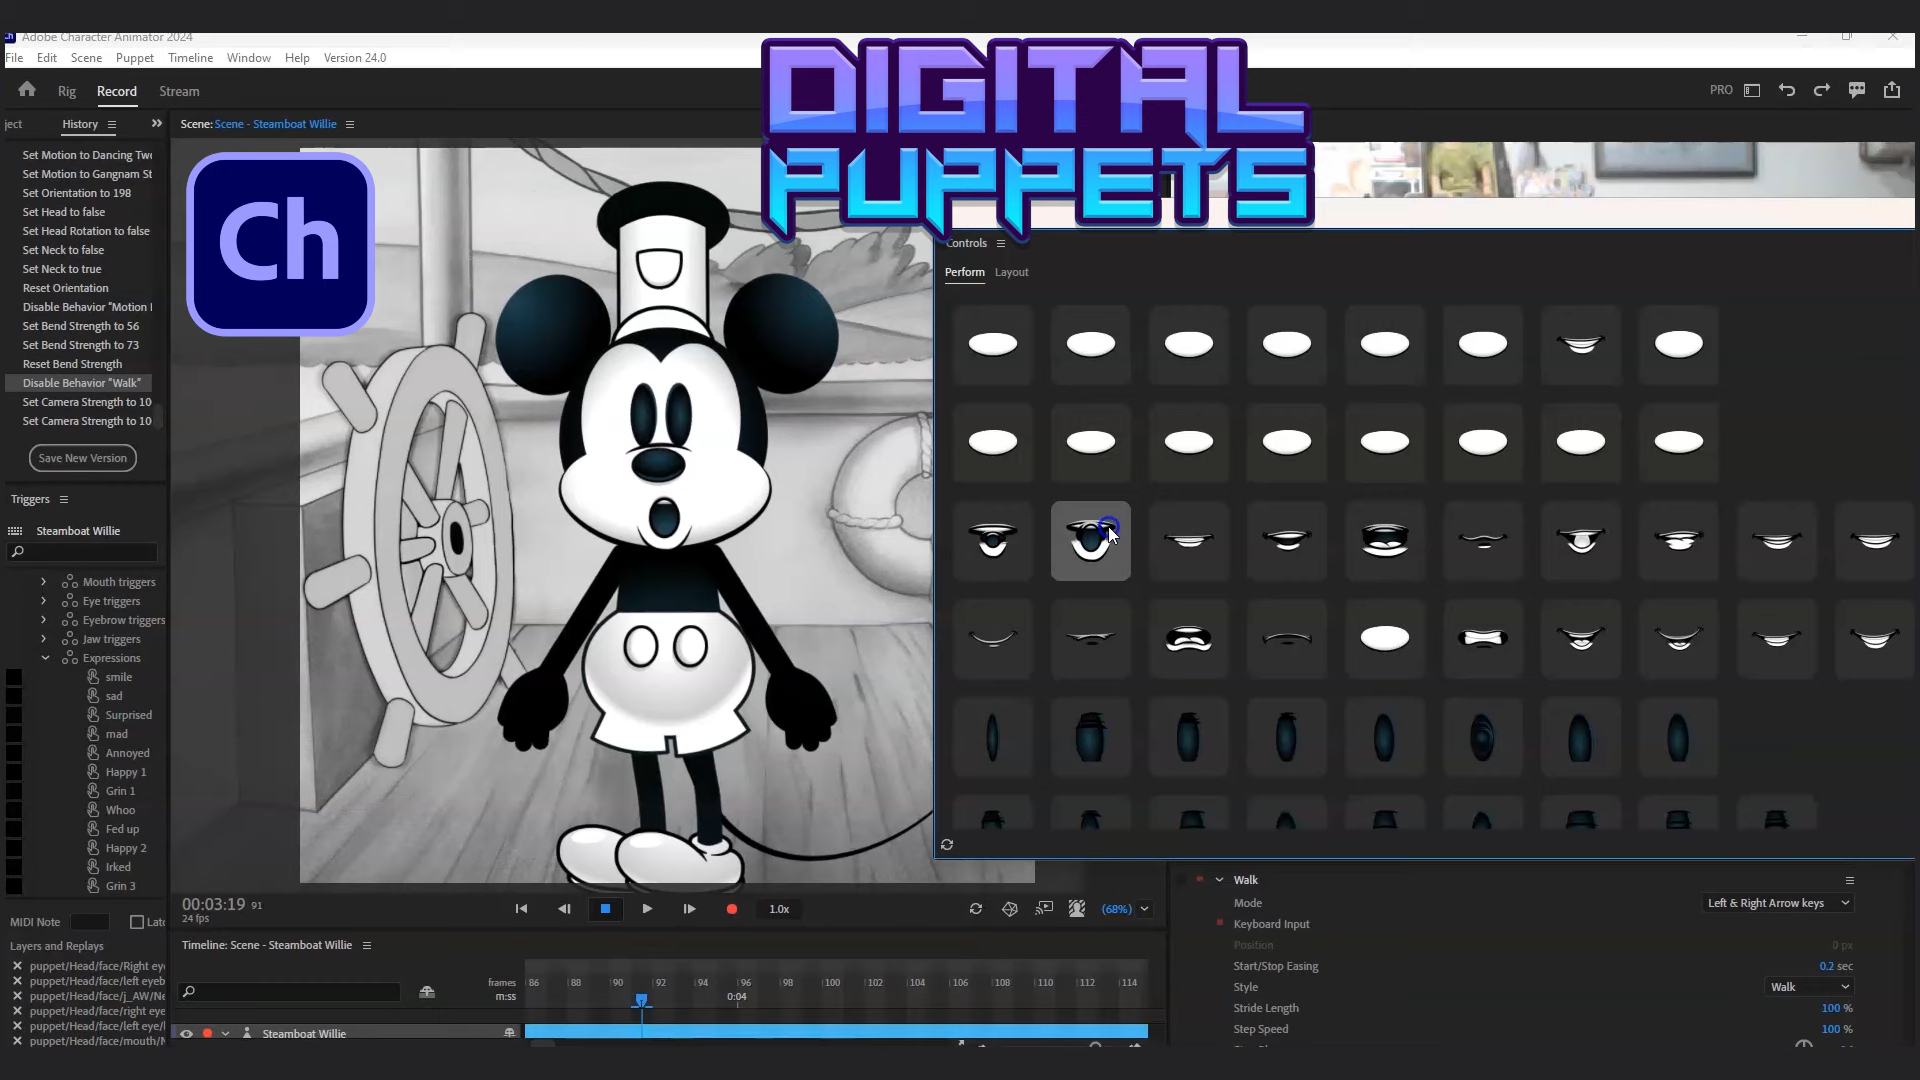 Ch Adobe Character Animator 2024
File Edit Scene Puppet Timeline Window Help Version 24.0
DIGITAL
PUPPETS
Rig Record Stream
PRO
ject History
Scene: Scene - Steamboat Willie
Set Motion to Dancing Twe
Set Motion to Gangnam St
Set Orientation to 198
Set Head to false
Set Head Rotation to false
Set Neck to false
Set Neck to true
Reset Orientation
Disable Behavior "Motion l
Set Bend Strength to 56
Set Bend Strength to 73
Reset Bend Strength
Disable Behavior "Walk"
Set Camera Strength to 10
Set Camera Strength to 10
Save New Version
Ch
Controls
Perform Layout
Triggers
Steamboat Willie
Mouth triggers
Eye triggers
Eyebrow triggers
Jaw triggers
Expressions
smile
sad
Surprised
mad
Annoyed
Happy 1
Grin 1
Whoo
Fed up
Happy 2
Irked
Grin 3
MIDI Note Latc
Layers and Replays
puppet/Head/face/Right eye
puppet/Head/face/left eyeb
puppet/Head/face/j_AW/Ne
puppet/Head/face/right eye
puppet/Head/face/left eye/l
puppet/Head/face/mouth/N
00:03:19 91
24 fps
1.0x
(68%)
Timeline: Scene - Steamboat Willie
frames 86 88 90 92 94 96 98 100 102 104 106 108 110 112 114
m:ss 0:04
Steamboat Willie
Walk
Mode Left & Right Arrow keys
Keyboard Input
Position 0 px
Start/Stop Easing 0.2 sec
Style Walk
Stride Length 100 %
Step Speed 100 %